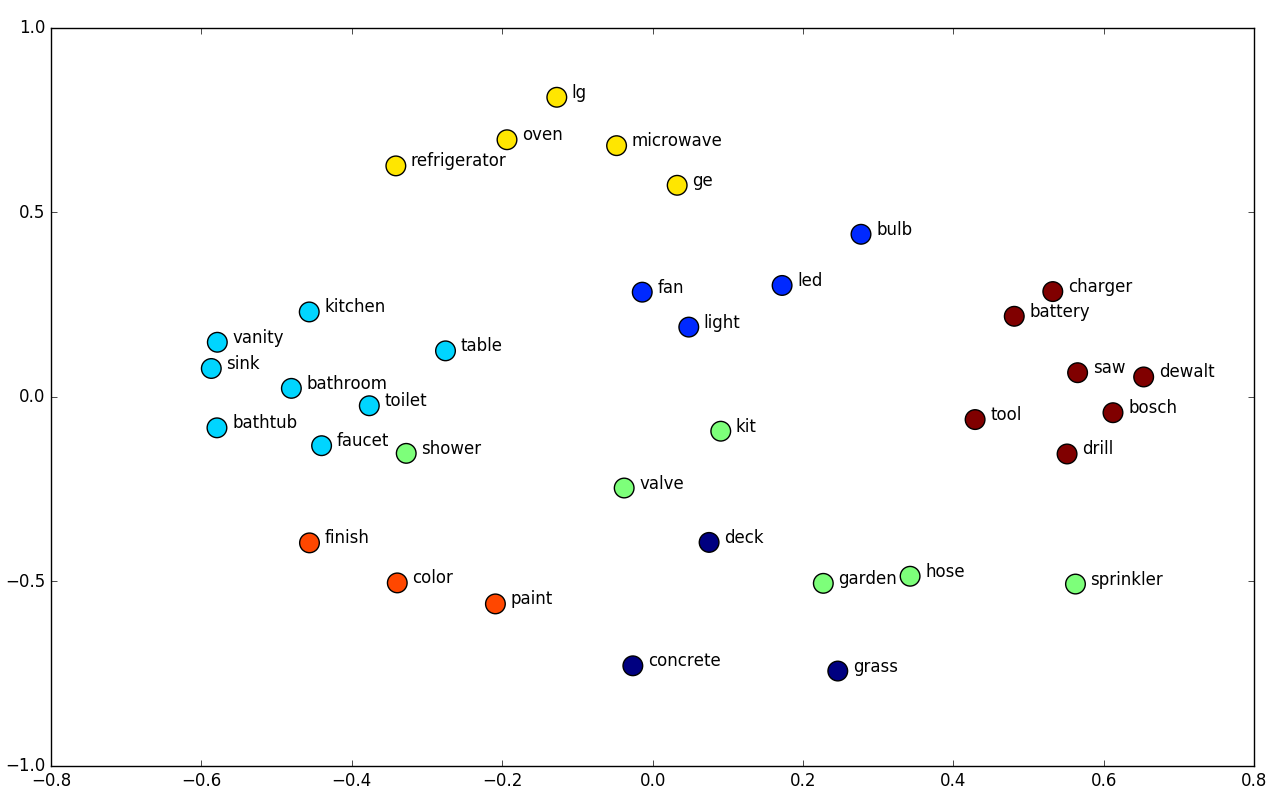 1.0
lg
oven
microwave
refrigerator
ge
0.5
bulb
fan
led
charger
kitchen
battery
vanity
light
table
sink
saw
dewalt
bathroom
0.0
toilet
tool
bosch
bathtub
faucet
kit
shower
drill
valve
finish
deck
color
garden
hose
sprinkler
−0.5
paint
concrete
grass
−1.0
−0.8
−0.6
−0.4
−0.2
0.0
0.2
0.4
0.6
0.8